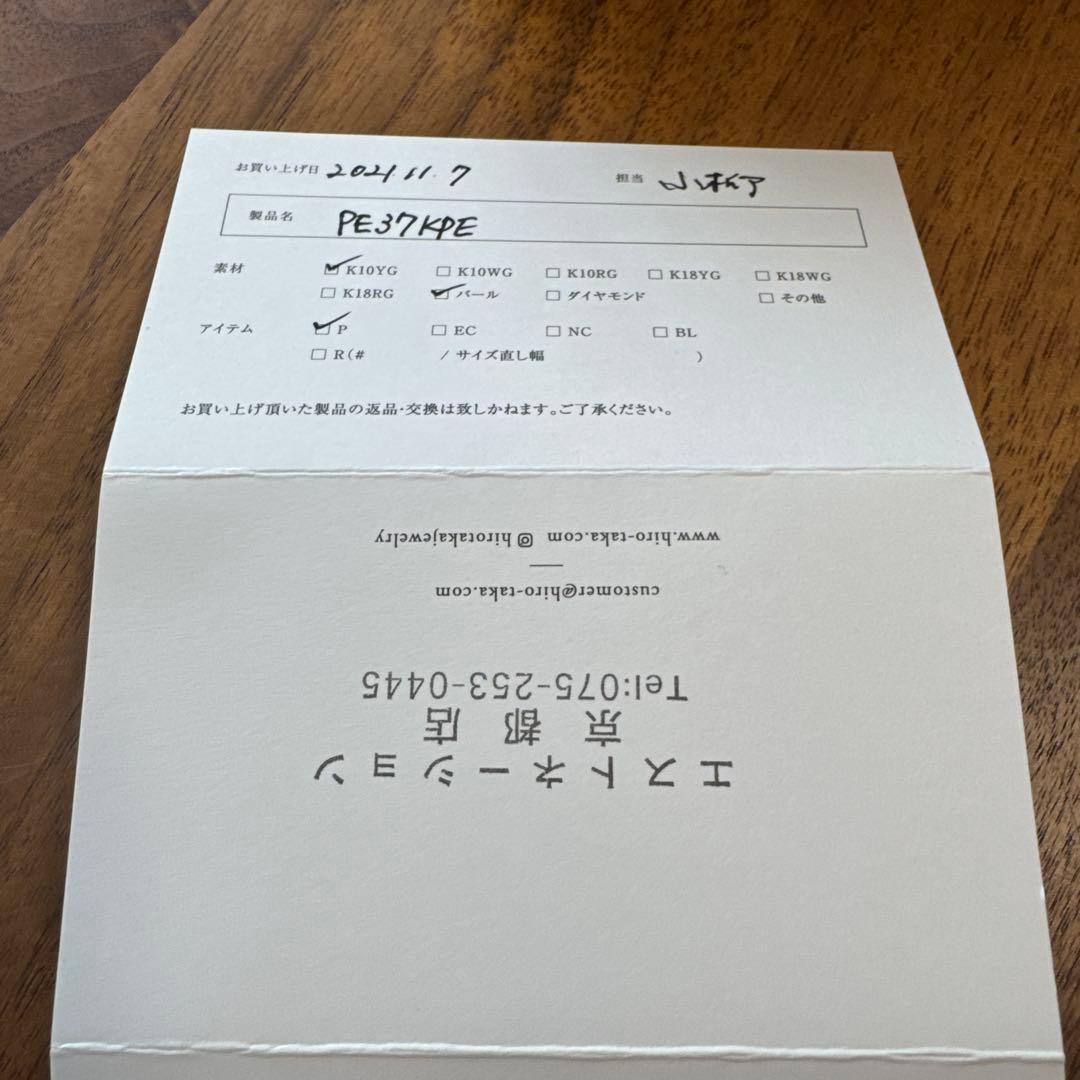 お買い上げ日 2021.11.7 担当
製品名 PE37KPE
素材 ☑ K10YG ☐ K10WG ☐ K10RG ☐ K18YG ☐ K18WG
☐ K18RG ☑ パール ☐ ダイヤモンド ☐ その他
アイテム ☑ P ☐ EC ☐ NC ☐ BL
☐ R(# / サイズ直し幅 )
お買い上げ頂いた製品の返品・交換は致しかねます。ご了承ください。
エストネーション
京都店
Tel:075-253-0445
customer@hiro-taka.com
www.hiro-taka.com hirotakajewelry